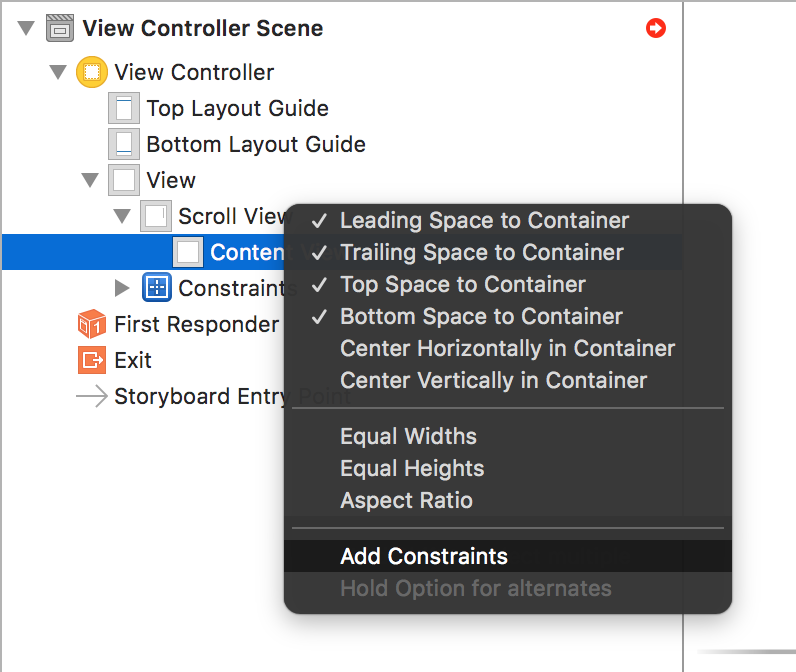 View Controller Scene
View Controller
Top Layout Guide
Bottom Layout Guide
View
Scroll View
Content View
Constraints
First Responder
Exit
Storyboard Entry Point
Leading Space to Container
Trailing Space to Container
Top Space to Container
Bottom Space to Container
Center Horizontally in Container
Center Vertically in Container
Equal Widths
Equal Heights
Aspect Ratio
Add Constraints
Hold Option for alternates